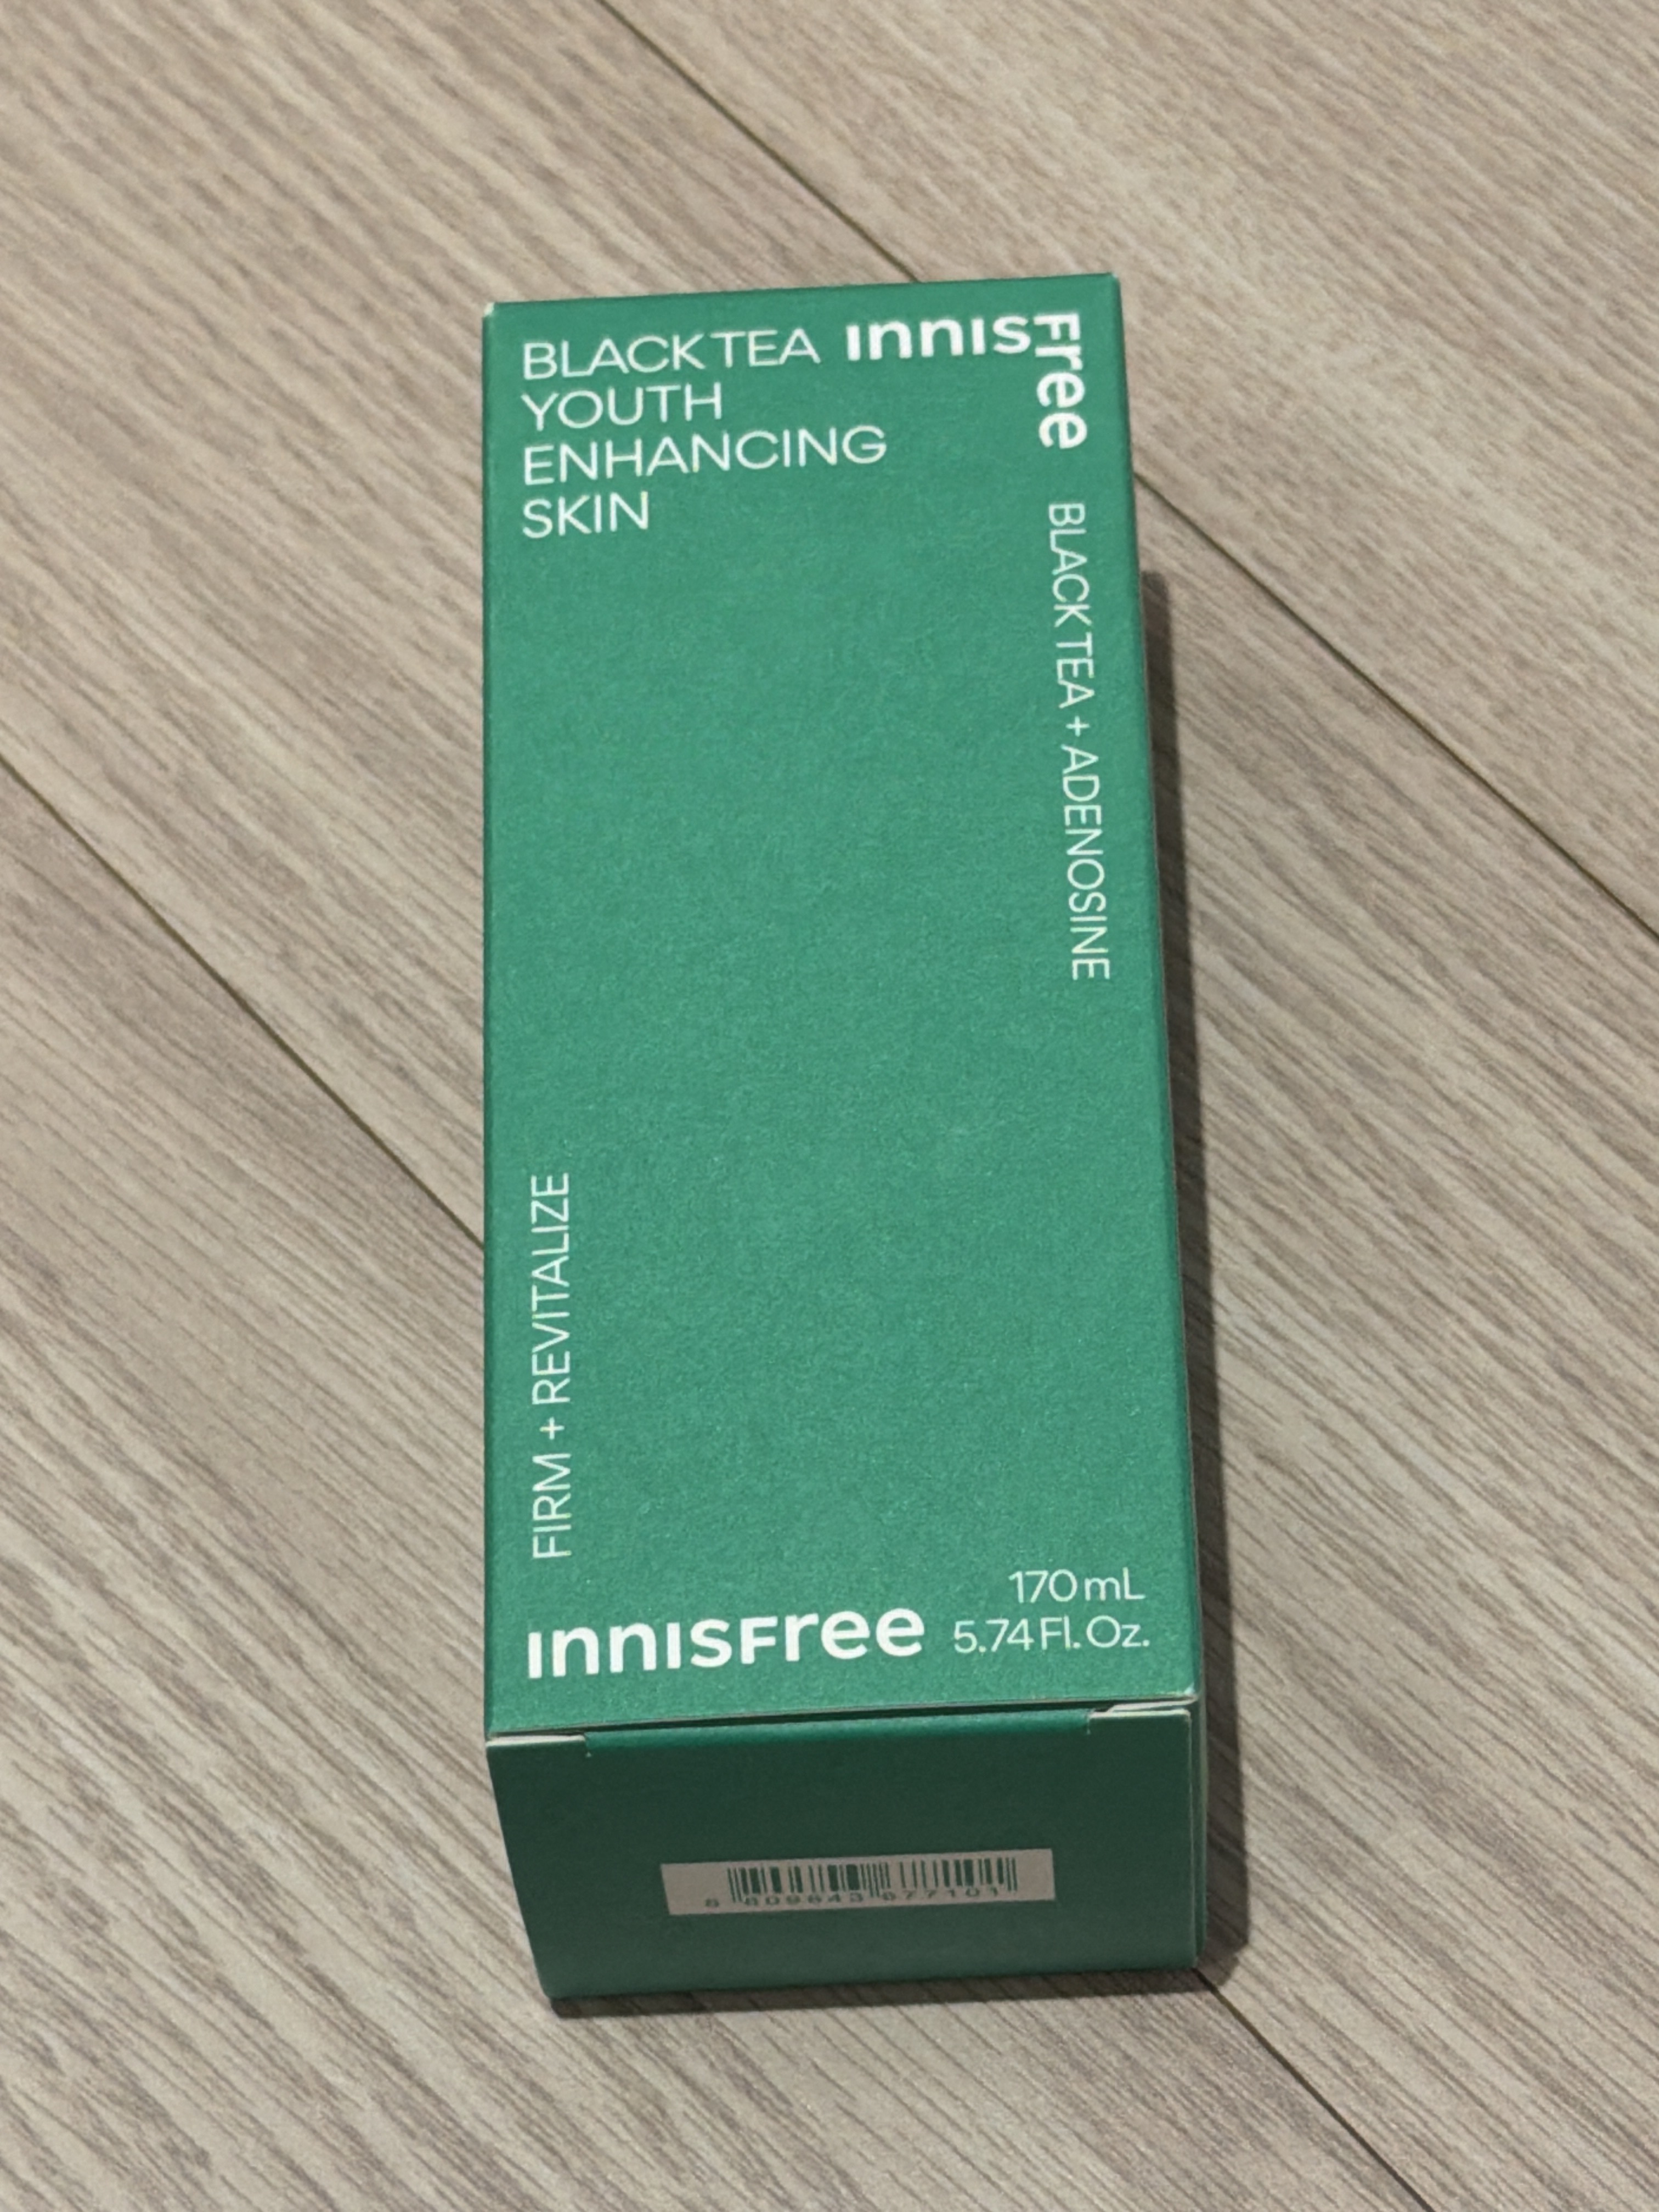 BLACK TEA
YOUTH
ENHANCING
SKIN
INNISFree
BLACK TEA + ADENOSINE
FIRM + REVITALIZE
INNISFree
170 mL
5.74 Fl. Oz.